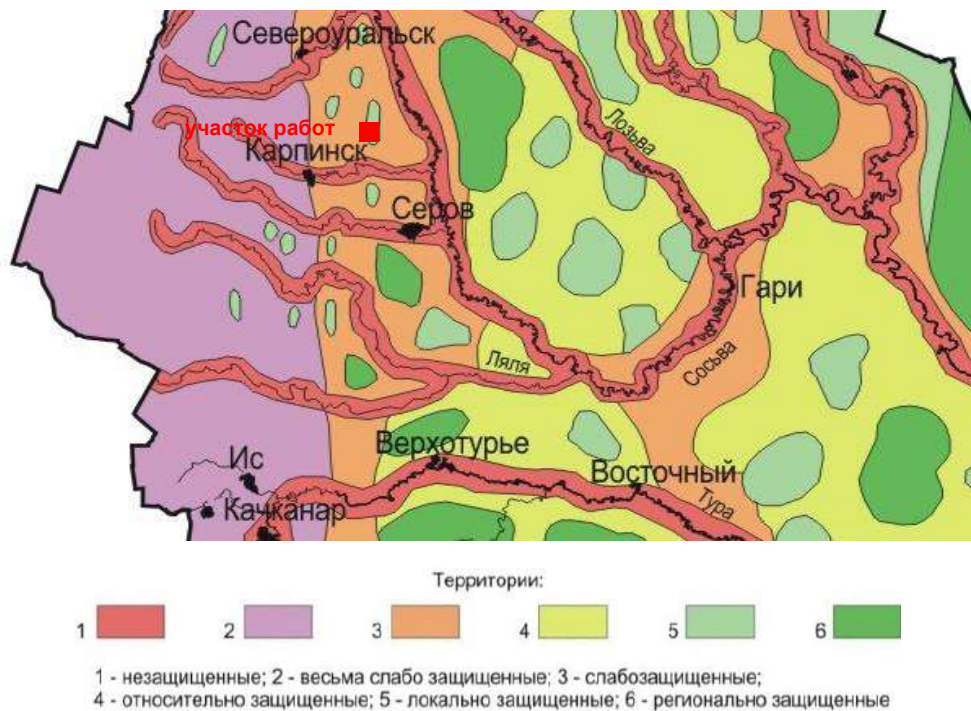 Североуральск
участок работ
Карпинск
Лозьва
Серов
Гари
Ляля
Сосьва
Верхотурье
Ис
Восточный
Тура
Качканар
Территории:
1 2 3 4 5 6
1 - незащищенные; 2 - весьма слабо защищенные; 3 - слабозащищенные;
4 - относительно защищенные; 5 - локально защищенные; 6 - регионально защищенные